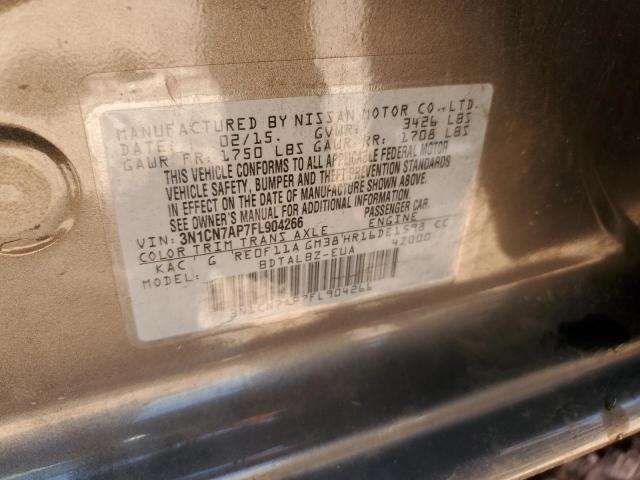 MANUFACTURED BY NISSAN MOTOR CO.,LTD.
DATE: 02/15. GVWR: 3426 LBS
GAWR FR: 1750 LBS GAWR RR: 1708 LBS
THIS VEHICLE CONFORMS TO ALL APPLICABLE FEDERAL MOTOR
VEHICLE SAFETY, BUMPER AND THEFT PREVENTION STANDARDS
IN EFFECT ON THE DATE OF MANUFACTURE SHOWN ABOVE.
SEE OWNER'S MANUAL FOR ADDITIONAL INFORMATION.
VIN: 3N1CN7AP7FL904266 PASSENGER CAR
COLOR TRIM TRANS AXLE ENGINE
KAC G RE0F11A GM38 HR16DE1598 CC
MODEL: BDTALBZ-EUA 42000
3N1CN7AP7FL904266